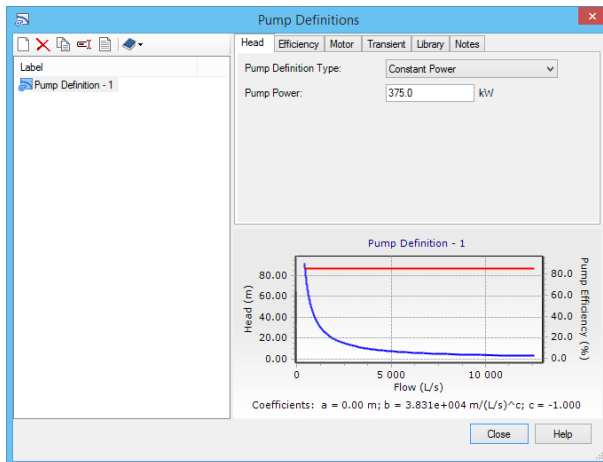 Pump Definitions
Head Efficiency Motor Transient Library Notes
Label
Pump Definition - 1
Pump Definition Type: Constant Power
Pump Power: 375.0 kW
Pump Definition - 1
Head (m)
80.00
60.00
40.00
20.00
0.00
80.0
60.0
40.0
20.0
0.0
Pump Efficiency (%)
0 5 000 10 000
Flow (L/s)
Coefficients: a = 0.00 m; b = 3.831e+004 m/(L/s)^c; c = -1.000
Close Help